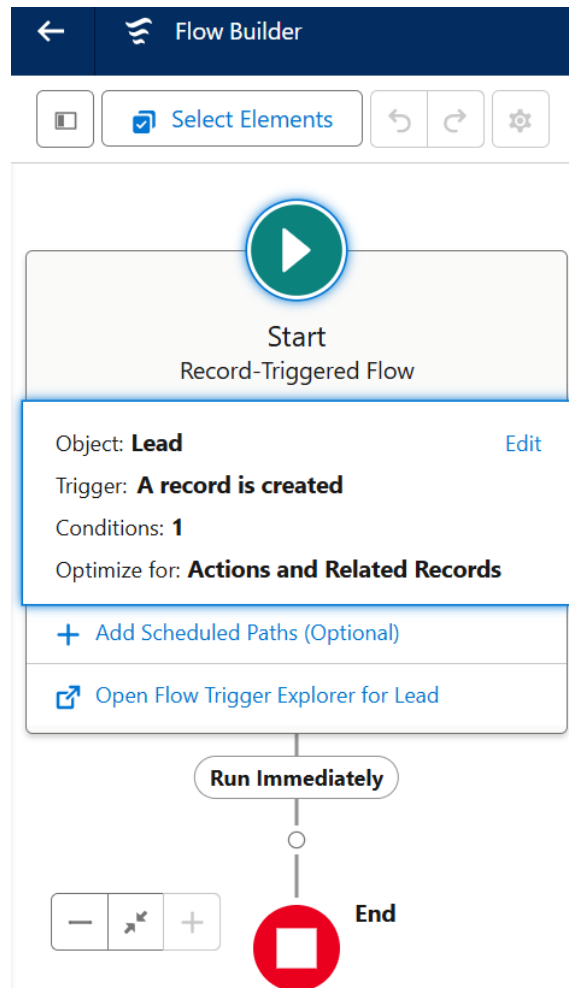 Flow Builder
Select Elements
Start
Record-Triggered Flow
Object: Lead Edit
Trigger: A record is created
Conditions: 1
Optimize for: Actions and Related Records
+ Add Scheduled Paths (Optional)
Open Flow Trigger Explorer for Lead
Run Immediately
End